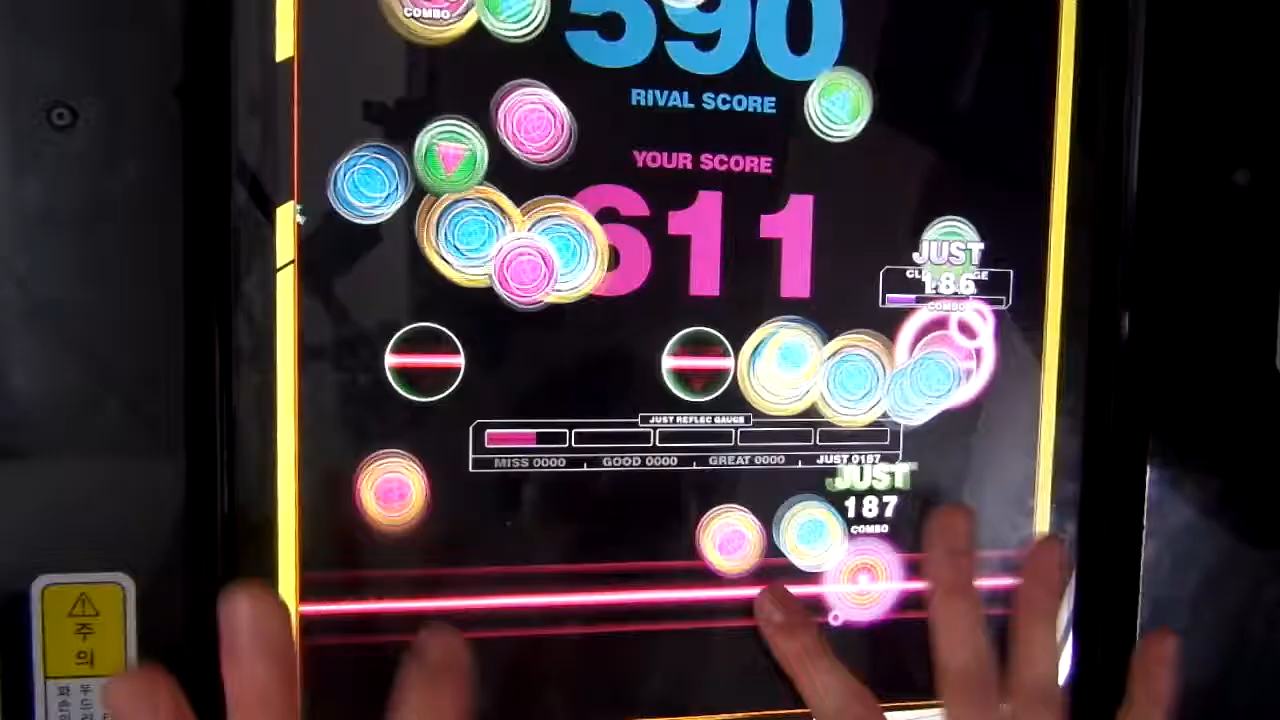 COMBO
590
RIVAL SCORE
YOUR SCORE
611
JUST
186
COMBO
JUST REFLEC GAUGE
MISS 0000
GOOD 0000
GREAT 0000
JUST 0187
JUST
187
COMBO
주의